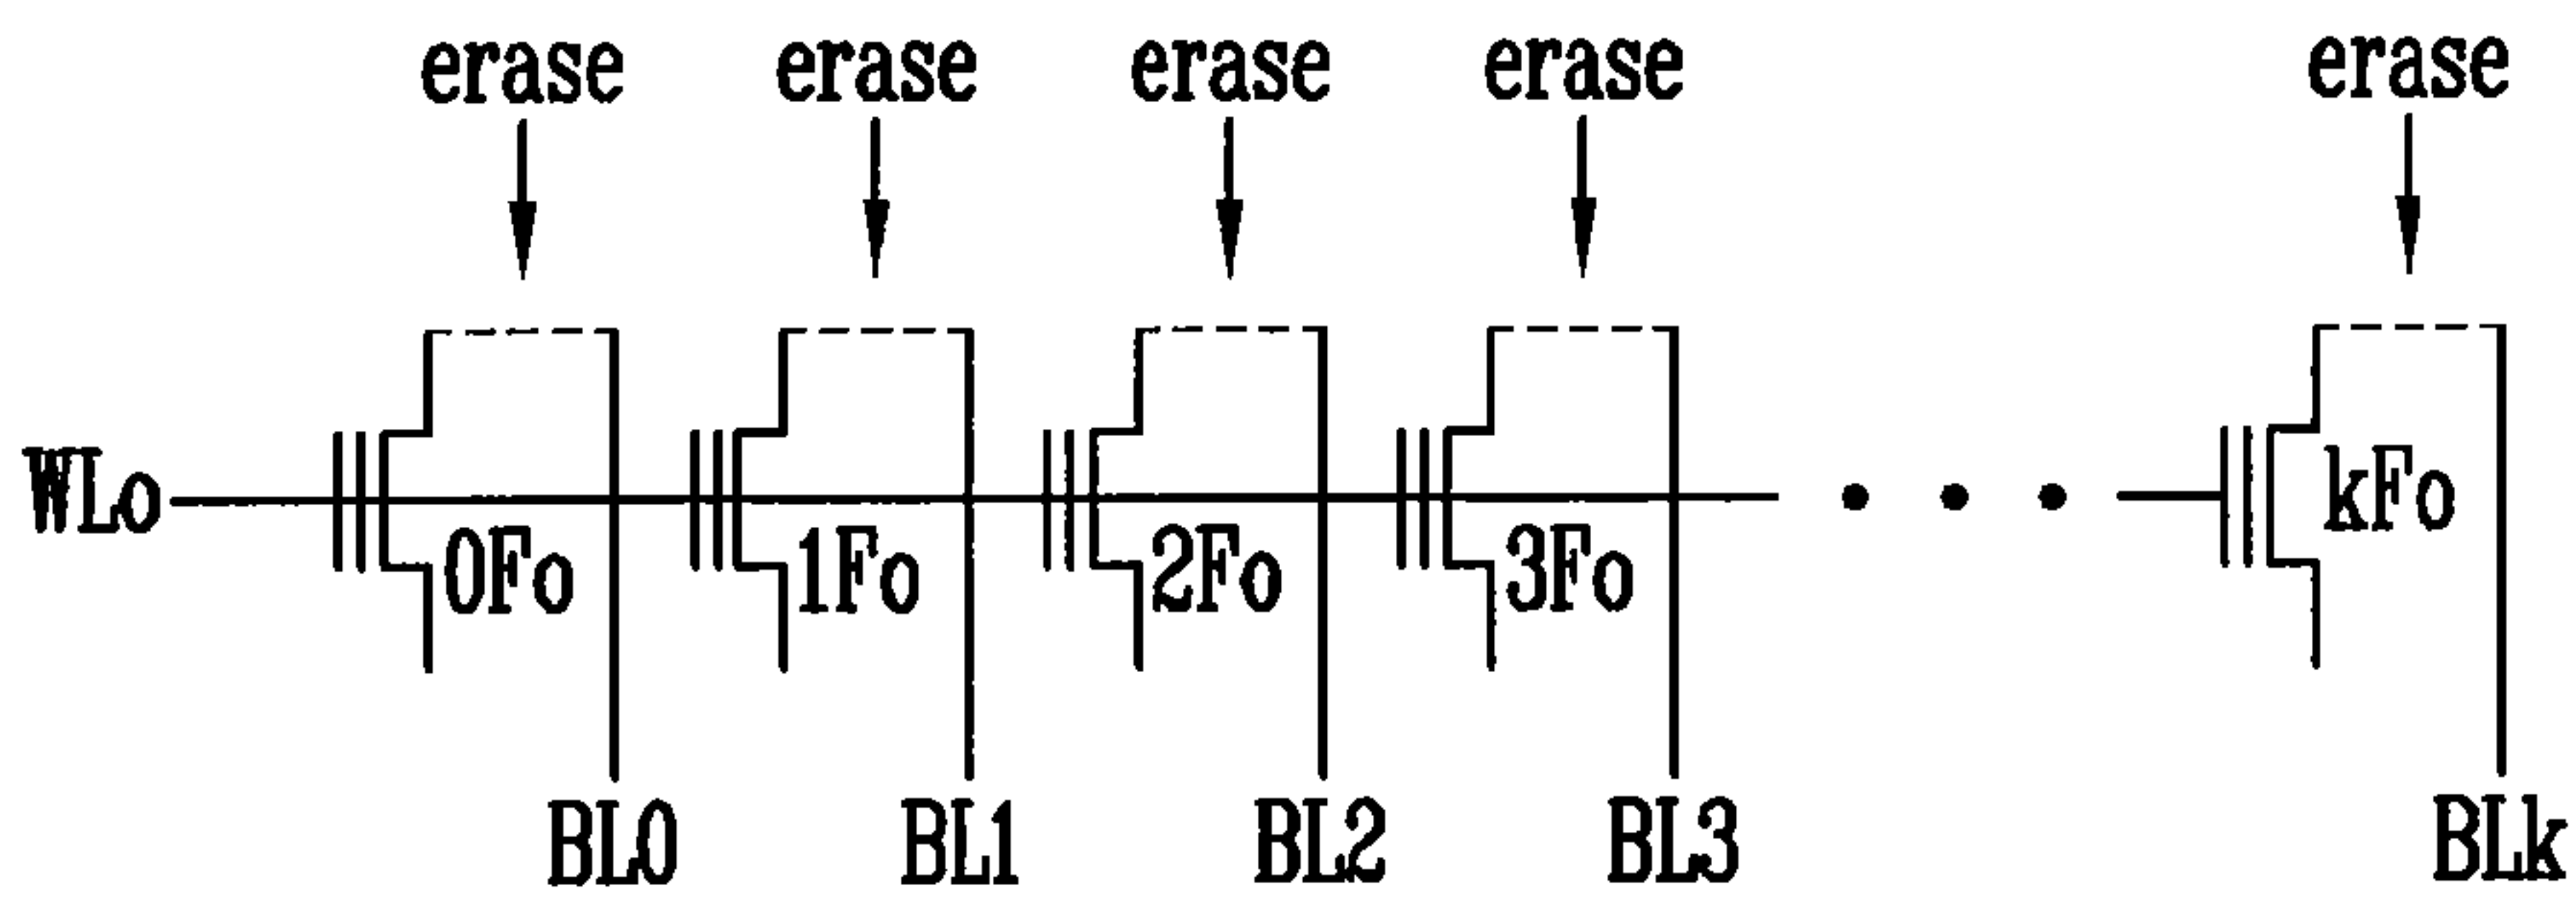 erase erase erase erase erase
WLo 0Fo 1Fo 2Fo 3Fo kFo
BL0 BL1 BL2 BL3 BLk